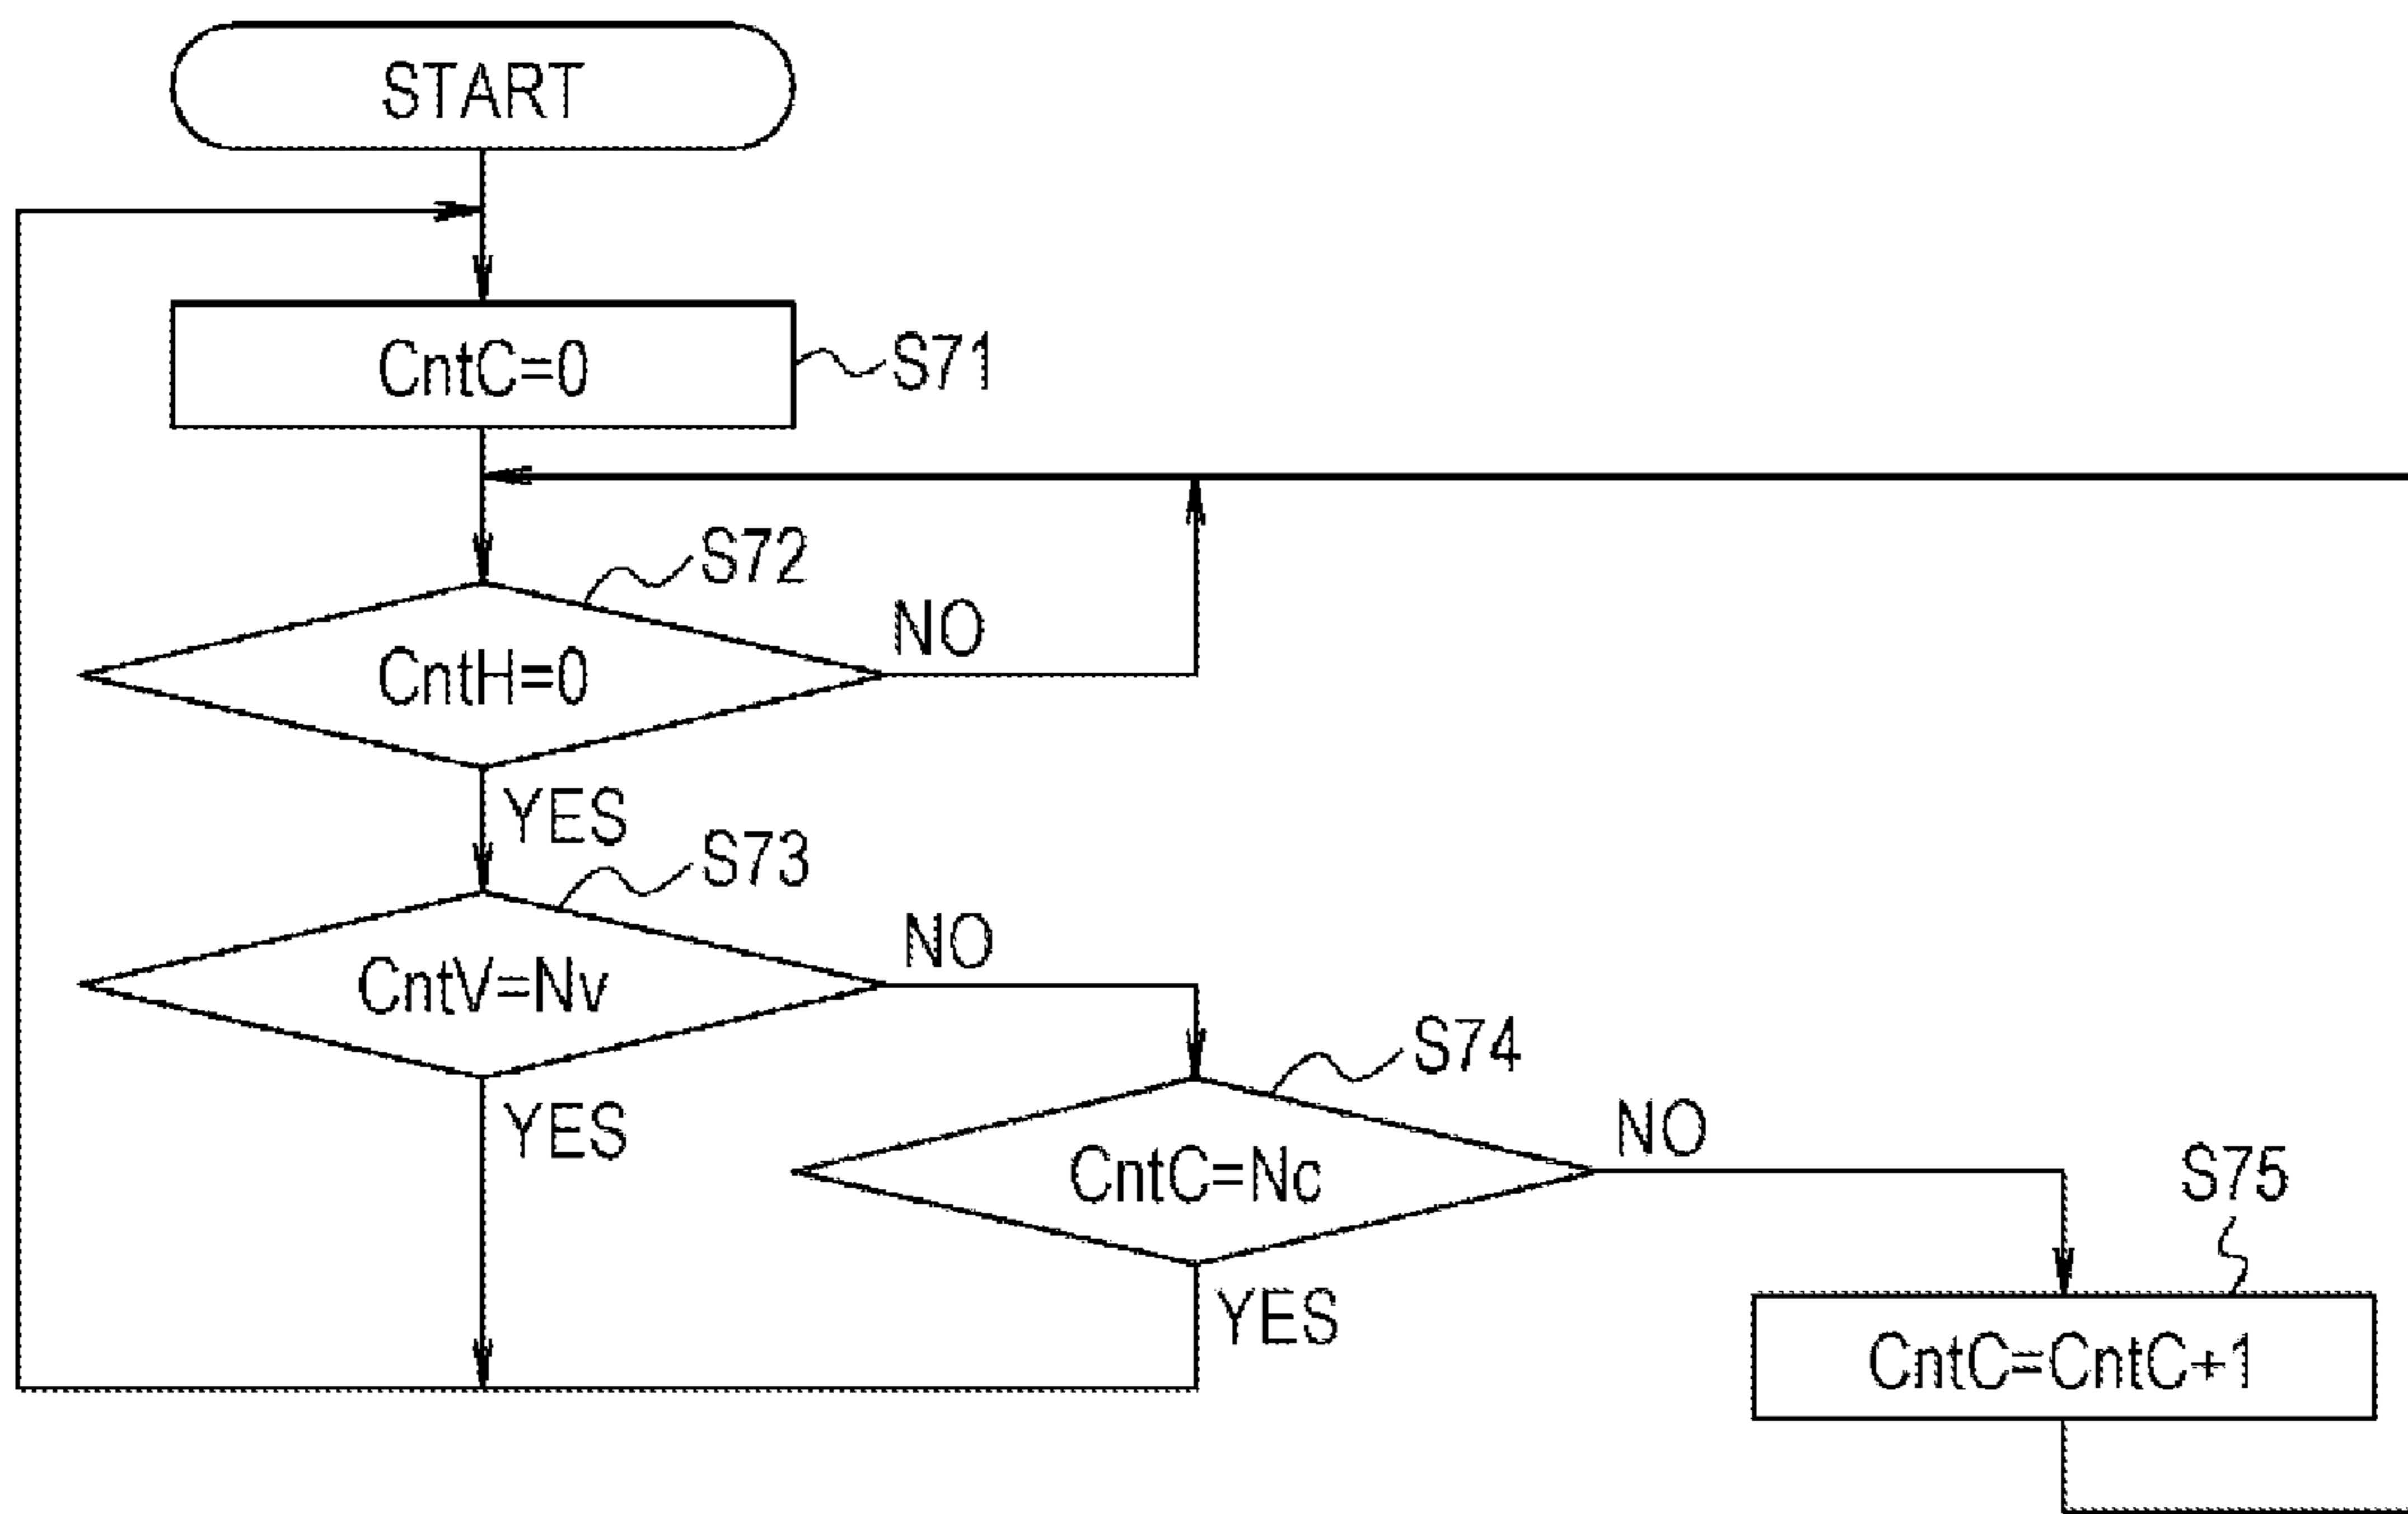 START
CntC=0
S71
S72
CntH=0
NO
YES
S73
CntV=Nv
NO
YES
S74
CntC=Nc
NO
YES
S75
CntC=CntC+1